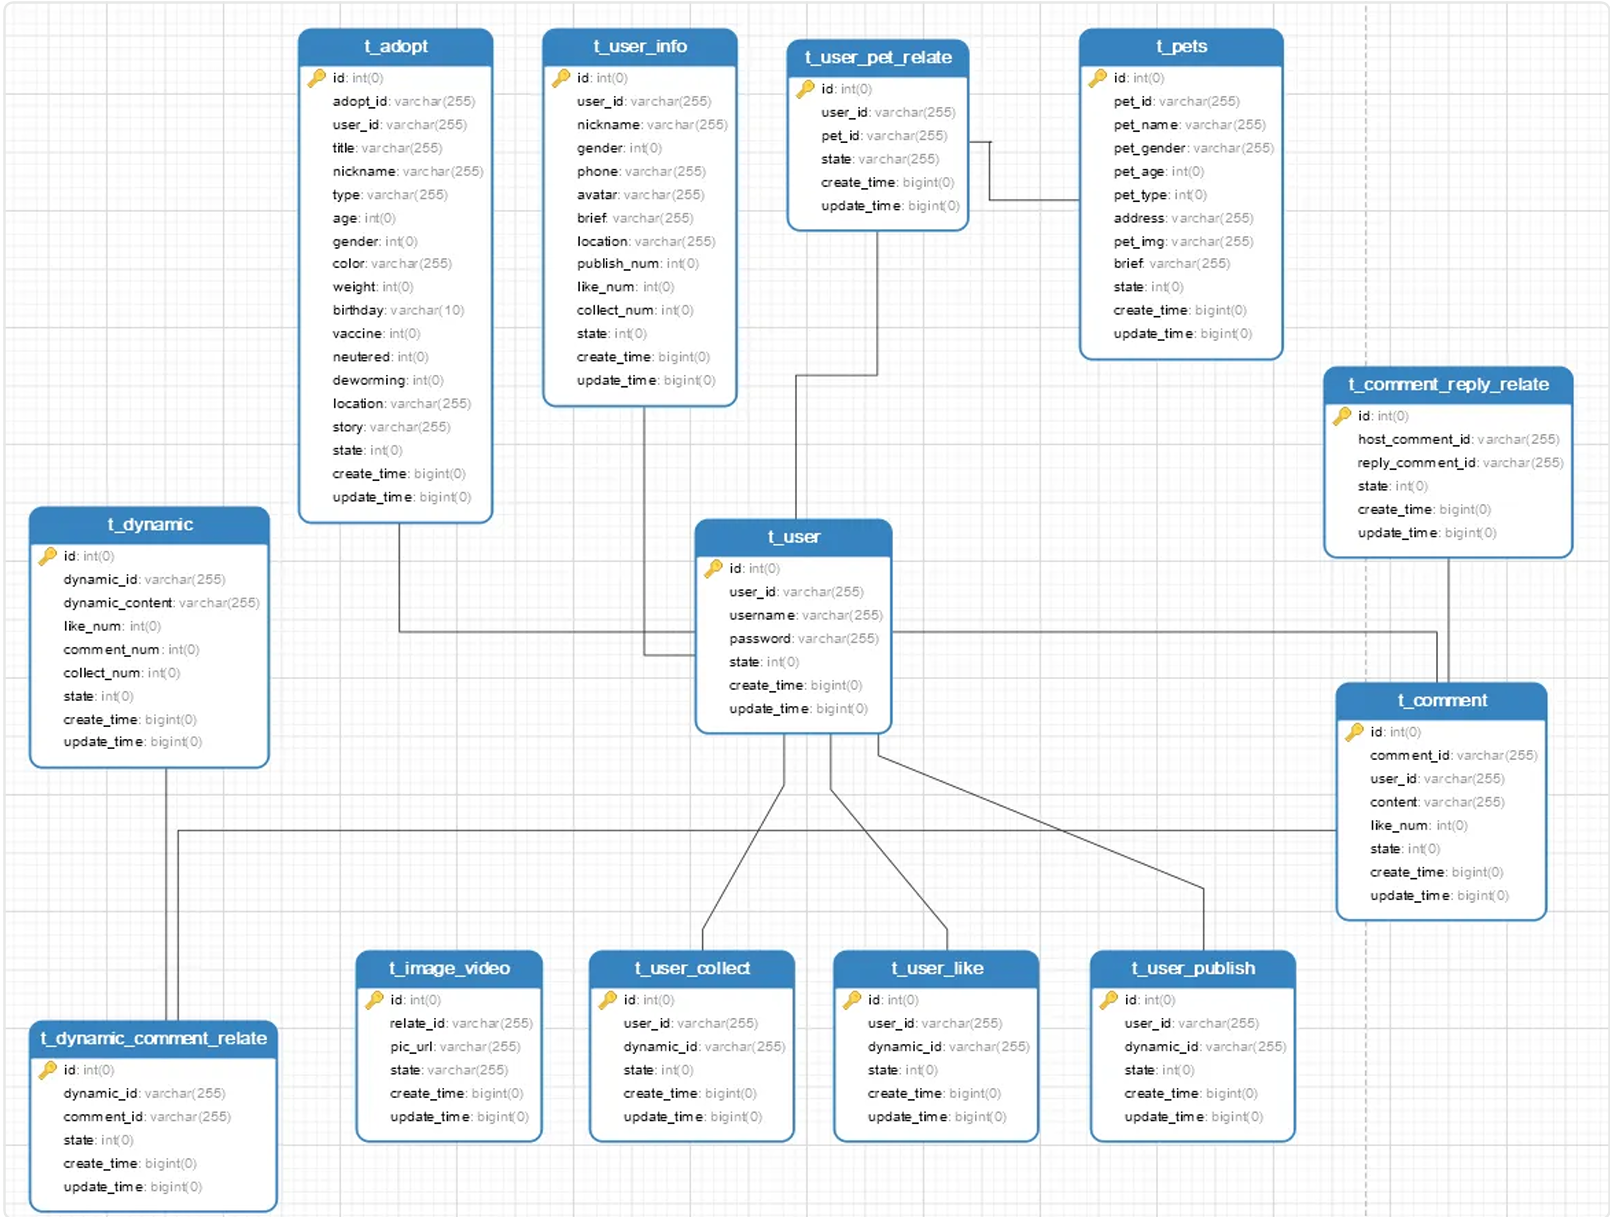 t_adopt
id: int(0)
adopt_id: varchar(255)
user_id: varchar(255)
title: varchar(255)
nickname: varchar(255)
type: varchar(255)
age: int(0)
gender: int(0)
color: varchar(255)
weight: int(0)
birthday: varchar(10)
vaccine: int(0)
neutered: int(0)
deworming: int(0)
location: varchar(255)
story: varchar(255)
state: int(0)
create_time: bigint(0)
update_time: bigint(0)
t_user_info
id: int(0)
user_id: varchar(255)
nickname: varchar(255)
gender: int(0)
phone: varchar(255)
avatar: varchar(255)
brief: varchar(255)
location: varchar(255)
publish_num: int(0)
like_num: int(0)
collect_num: int(0)
state: int(0)
create_time: bigint(0)
update_time: bigint(0)
t_user_pet_relate
id: int(0)
user_id: varchar(255)
pet_id: varchar(255)
state: varchar(255)
create_time: bigint(0)
update_time: bigint(0)
t_pets
id: int(0)
pet_id: varchar(255)
pet_name: varchar(255)
pet_gender: varchar(255)
pet_age: int(0)
pet_type: int(0)
address: varchar(255)
pet_img: varchar(255)
brief: varchar(255)
state: int(0)
create_time: bigint(0)
update_time: bigint(0)
t_comment_reply_relate
id: int(0)
host_comment_id: varchar(255)
reply_comment_id: varchar(255)
state: int(0)
create_time: bigint(0)
update_time: bigint(0)
t_dynamic
id: int(0)
dynamic_id: varchar(255)
dynamic_content: varchar(255)
like_num: int(0)
comment_num: int(0)
collect_num: int(0)
state: int(0)
create_time: bigint(0)
update_time: bigint(0)
t_user
id: int(0)
user_id: varchar(255)
username: varchar(255)
password: varchar(255)
state: int(0)
create_time: bigint(0)
update_time: bigint(0)
t_comment
id: int(0)
comment_id: varchar(255)
user_id: varchar(255)
content: varchar(255)
like_num: int(0)
state: int(0)
create_time: bigint(0)
update_time: bigint(0)
t_dynamic_comment_relate
id: int(0)
dynamic_id: varchar(255)
comment_id: varchar(255)
state: int(0)
create_time: bigint(0)
update_time: bigint(0)
t_image_video
id: int(0)
relate_id: varchar(255)
pic_url: varchar(255)
state: varchar(255)
create_time: bigint(0)
update_time: bigint(0)
t_user_collect
id: int(0)
user_id: varchar(255)
dynamic_id: varchar(255)
state: int(0)
create_time: bigint(0)
update_time: bigint(0)
t_user_like
id: int(0)
user_id: varchar(255)
dynamic_id: varchar(255)
state: int(0)
create_time: bigint(0)
update_time: bigint(0)
t_user_publish
id: int(0)
user_id: varchar(255)
dynamic_id: varchar(255)
state: int(0)
create_time: bigint(0)
update_time: bigint(0)